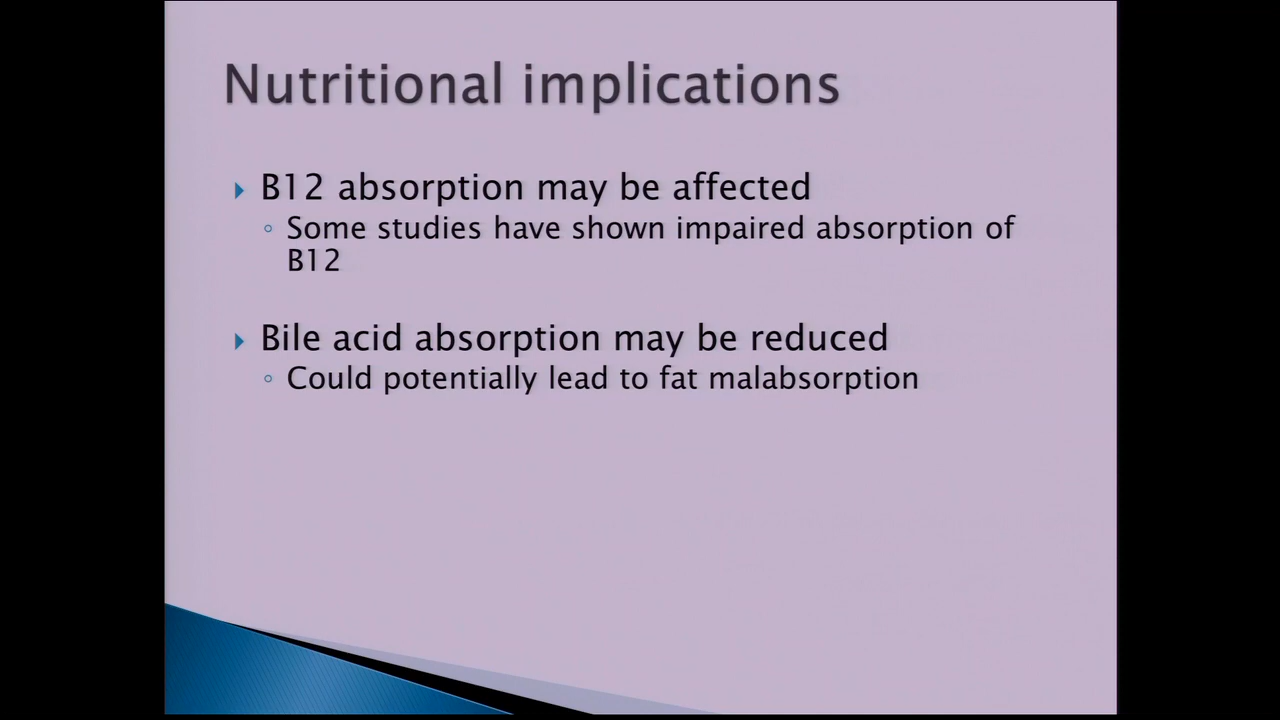 Nutritional implications
B12 absorption may be affected
Some studies have shown impaired absorption of
B12
Bile acid absorption may be reduced
Could potentially lead to fat malabsorption